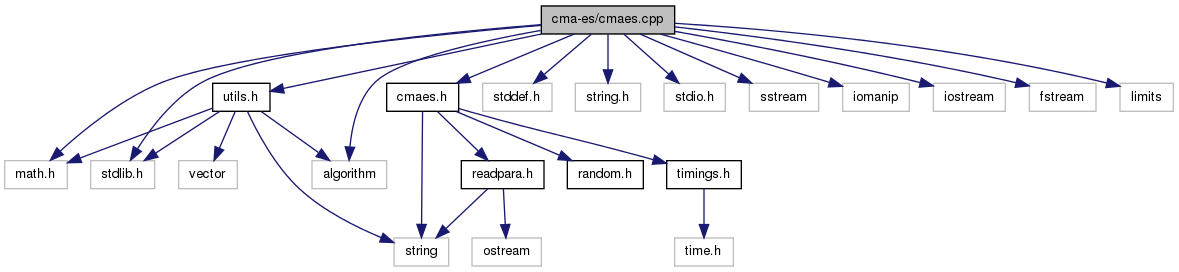 cma-es/cmaes.cpp
utils.h
cmaes.h
stddef.h
string.h
stdio.h
sstream
iomanip
iostream
fstream
limits
math.h
stdlib.h
vector
algorithm
readpara.h
random.h
timings.h
string
ostream
time.h